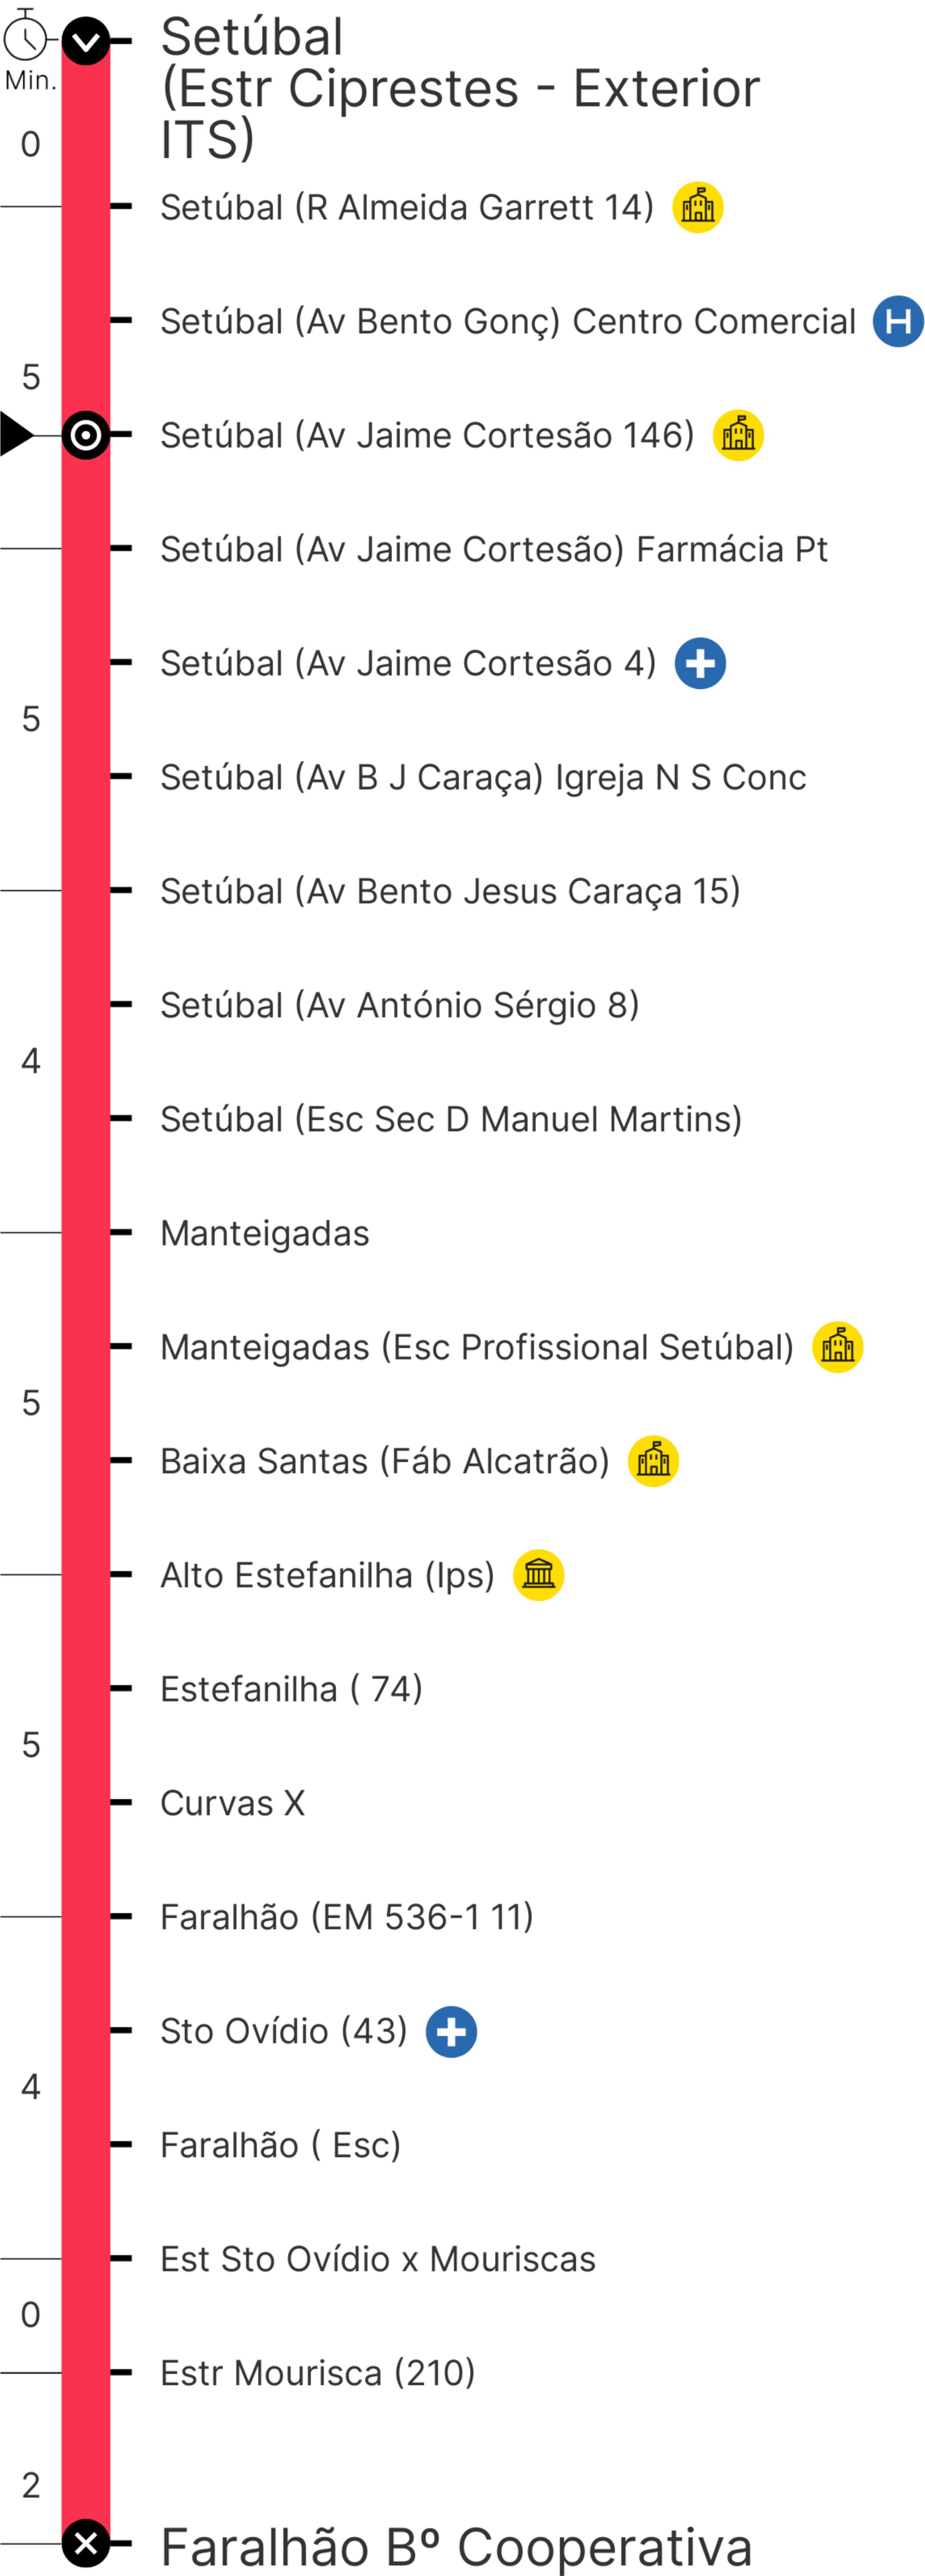 Setúbal
(Estr Ciprestes - Exterior
ITS)
Min.
0
Setúbal (R Almeida Garrett 14)
Setúbal (Av Bento Gonç) Centro Comercial H
5
Setúbal (Av Jaime Cortesão 146)
Setúbal (Av Jaime Cortesão) Farmácia Pt
Setúbal (Av Jaime Cortesão 4)
5
Setúbal (Av B J Caraça) Igreja N S Conc
Setúbal (Av Bento Jesus Caraça 15)
Setúbal (Av António Sérgio 8)
4
Setúbal (Esc Sec D Manuel Martins)
Manteigadas
Manteigadas (Esc Profissional Setúbal)
5
Baixa Santas (Fáb Alcatrão)
Alto Estefanilha (Ips)
Estefanilha ( 74)
5
Curvas X
Faralhão (EM 536-1 11)
Sto Ovídio (43)
4
Faralhão ( Esc)
Est Sto Ovídio x Mouriscas
0
Estr Mourisca (210)
2
Faralhão Bº Cooperativa